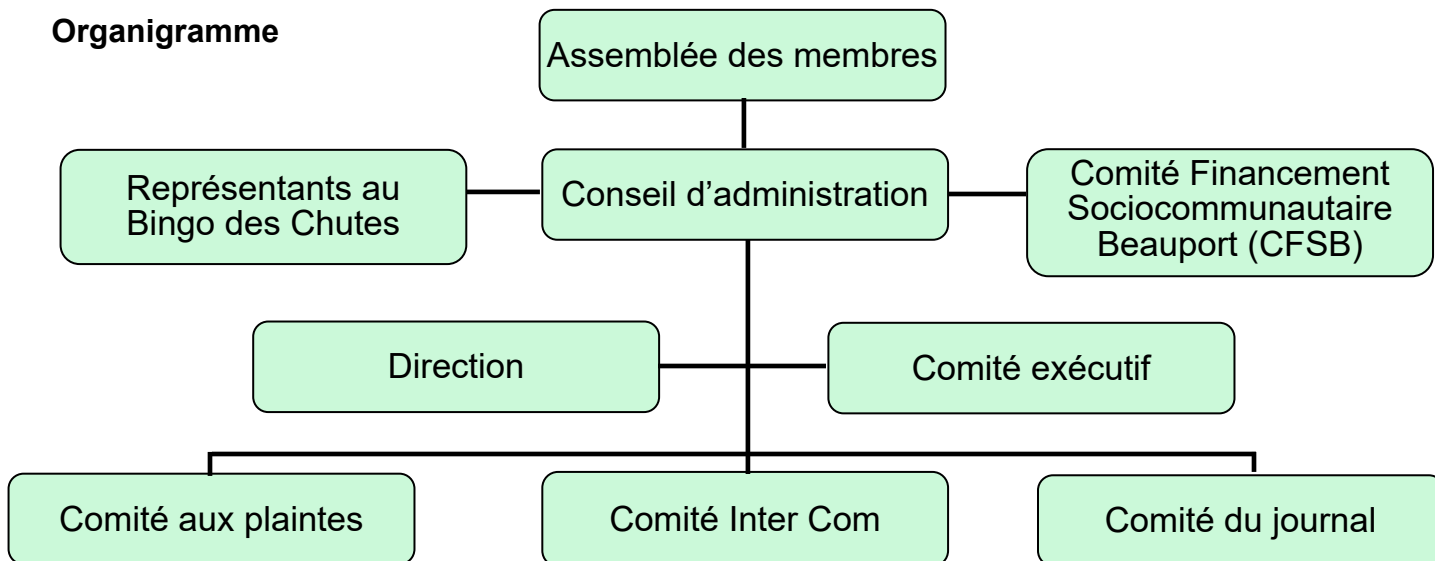 Organigramme
Assemblée des membres
Représentants au
Bingo des Chutes
Conseil d’administration
Comité Financement
Sociocommunautaire
Beauport (CFSB)
Direction
Comité exécutif
Comité aux plaintes
Comité Inter Com
Comité du journal